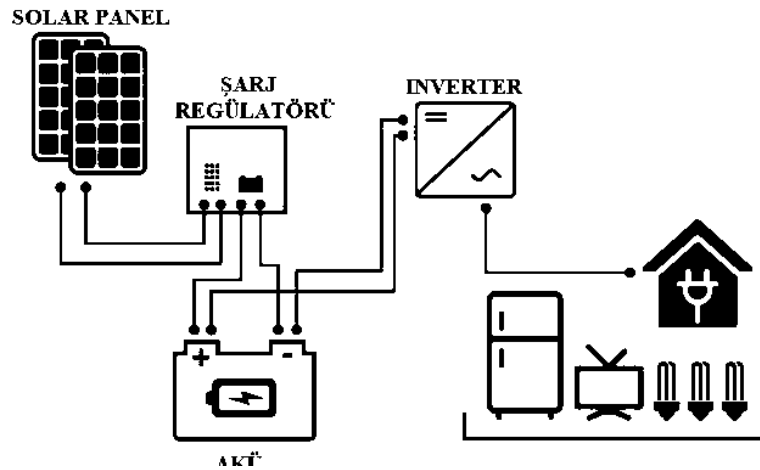 SOLAR PANEL
ŞARJ
REGÜLATÖRÜ
INVERTER
+
-
AKÜ